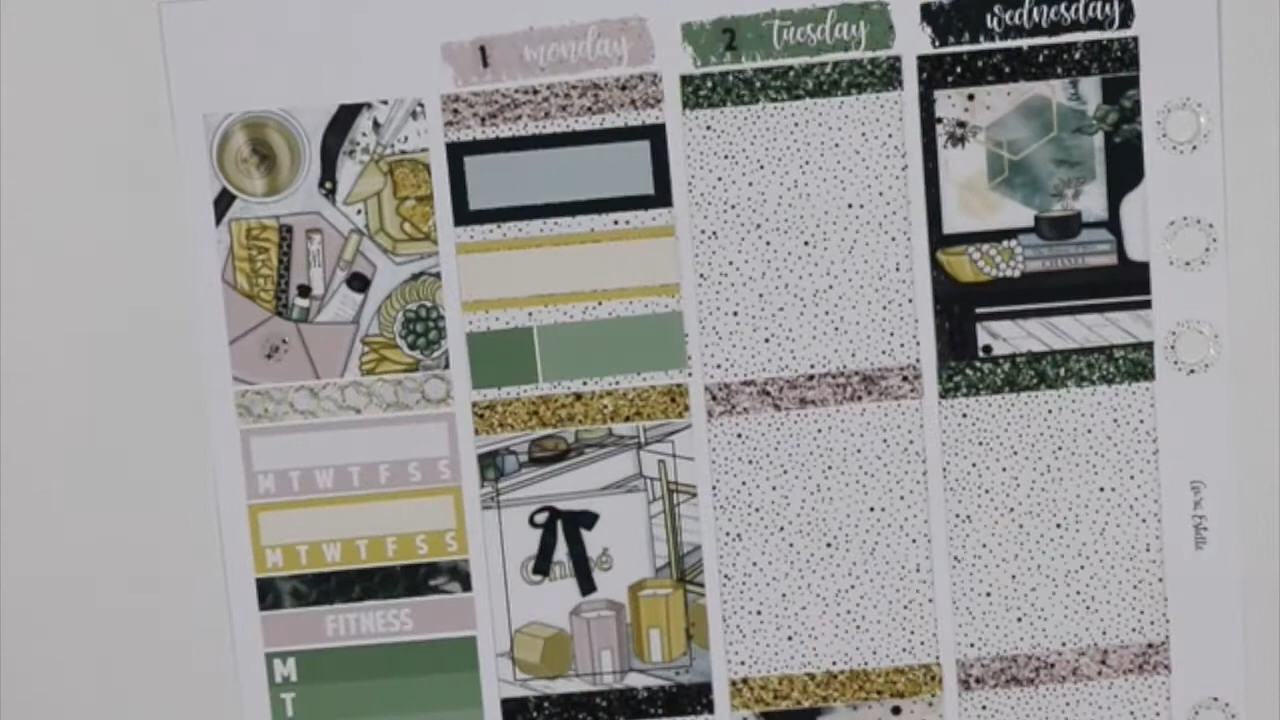 1 monday
2 tuesday
wednesday
NAKED
CHANEL
M T W T F S S
M T W T F S S
Chloé
FITNESS
M
T